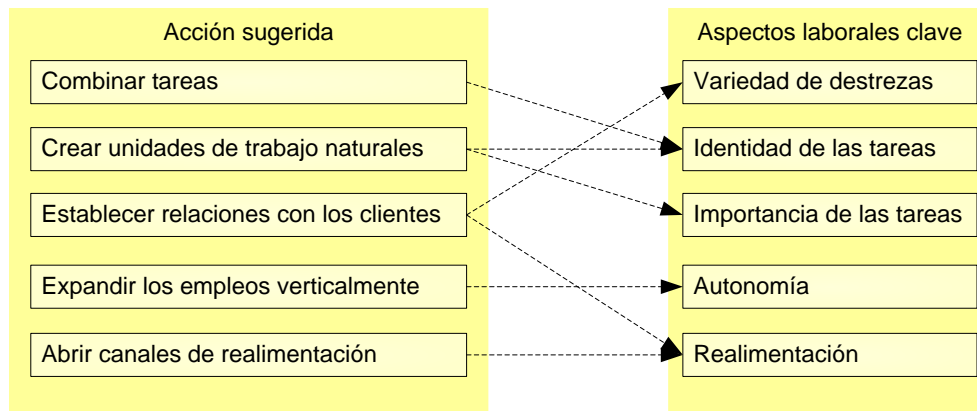 Acción sugerida
Combinar tareas
Crear unidades de trabajo naturales
Establecer relaciones con los clientes
Expandir los empleos verticalmente
Abrir canales de realimentación
Aspectos laborales clave
Variedad de destrezas
Identidad de las tareas
Importancia de las tareas
Autonomía
Realimentación